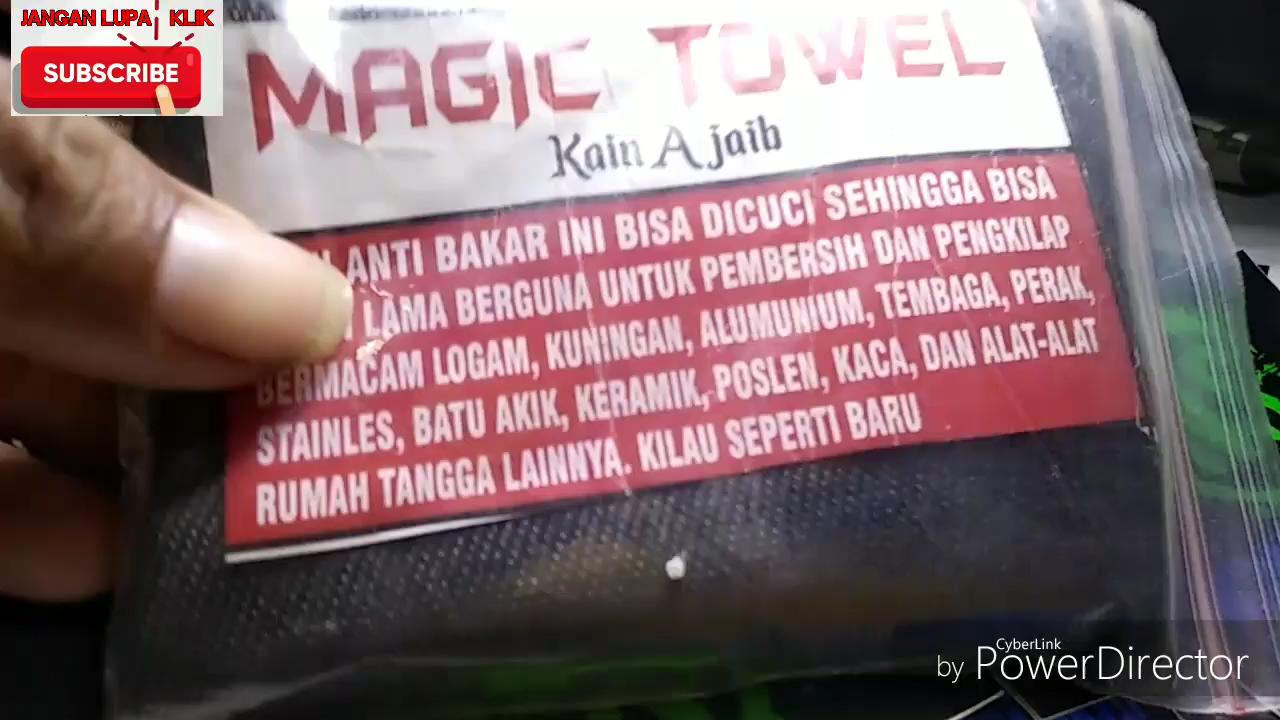 JANGAN LUPA KLIK
SUBSCRIBE
MAGIC TOWEL
Kain Ajaib
ANTI BAKAR INI BISA DICUCI SEHINGGA BISA
LAMA BERGUNA UNTUK PEMBERSIH DAN PENGKILAP
BERMACAM LOGAM, KUNINGAN, ALUMUNIUM, TEMBAGA, PERAK,
STAINLES, BATU AKIK, KERAMIK, POSLEN, KACA, DAN ALAT-ALAT
RUMAH TANGGA LAINNYA. KILAU SEPERTI BARU
CyberLink
by PowerDirector